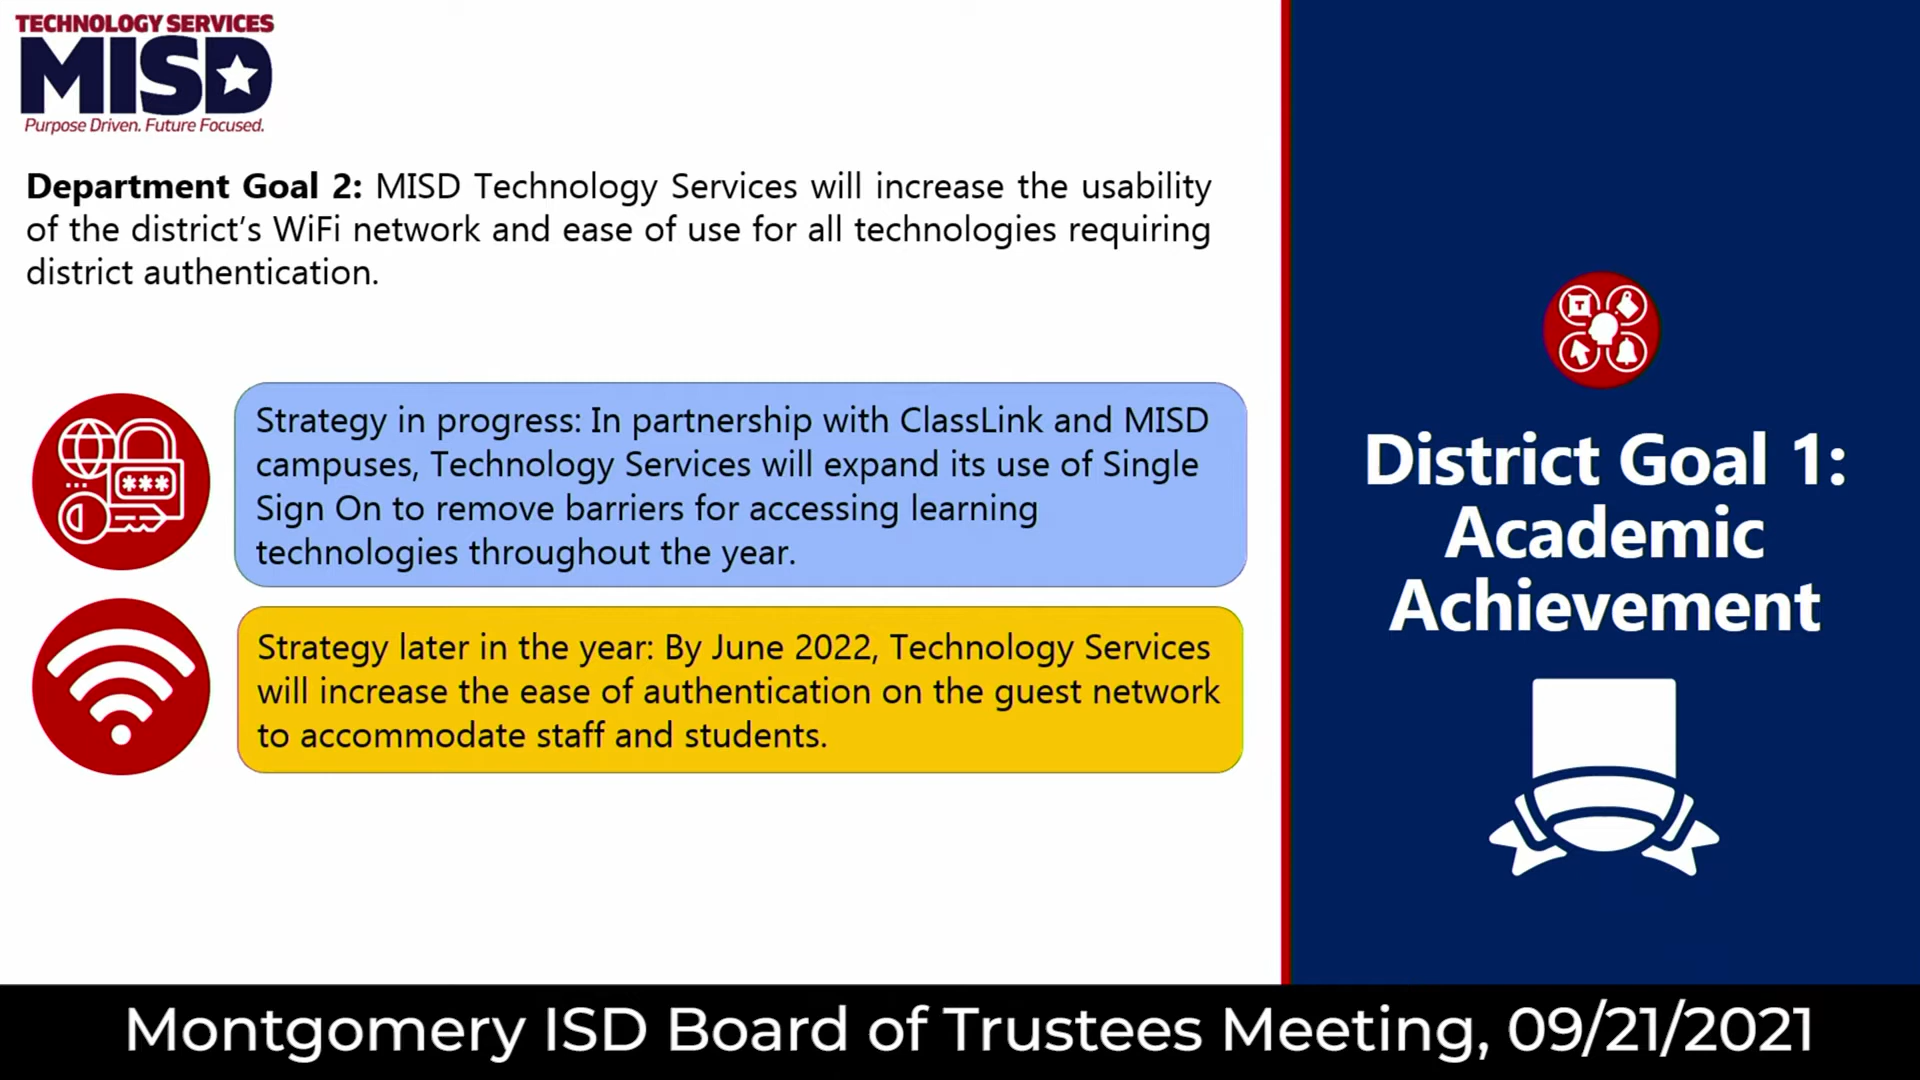 TECHNOLOGY SERVICES
MISD
Purpose Driven. Future Focused.
Department Goal 2: MISD Technology Services will increase the usability
of the district’s WiFi network and ease of use for all technologies requiring
district authentication.
Strategy in progress: In partnership with ClassLink and MISD
campuses, Technology Services will expand its use of Single
Sign On to remove barriers for accessing learning
technologies throughout the year.
Strategy later in the year: By June 2022, Technology Services
will increase the ease of authentication on the guest network
to accommodate staff and students.
T
District Goal 1:
Academic
Achievement
Montgomery ISD Board of Trustees Meeting, 09/21/2021